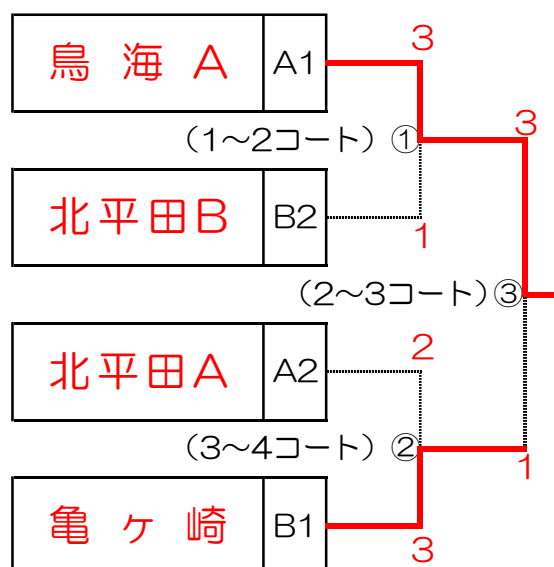 3
鳥 海 A A1
3
(1～2コート) ①
北平田B B2
1
(2～3コート) ③
2
北平田A A2
(3～4コート) ②
1
亀 ヶ 崎 B1
3